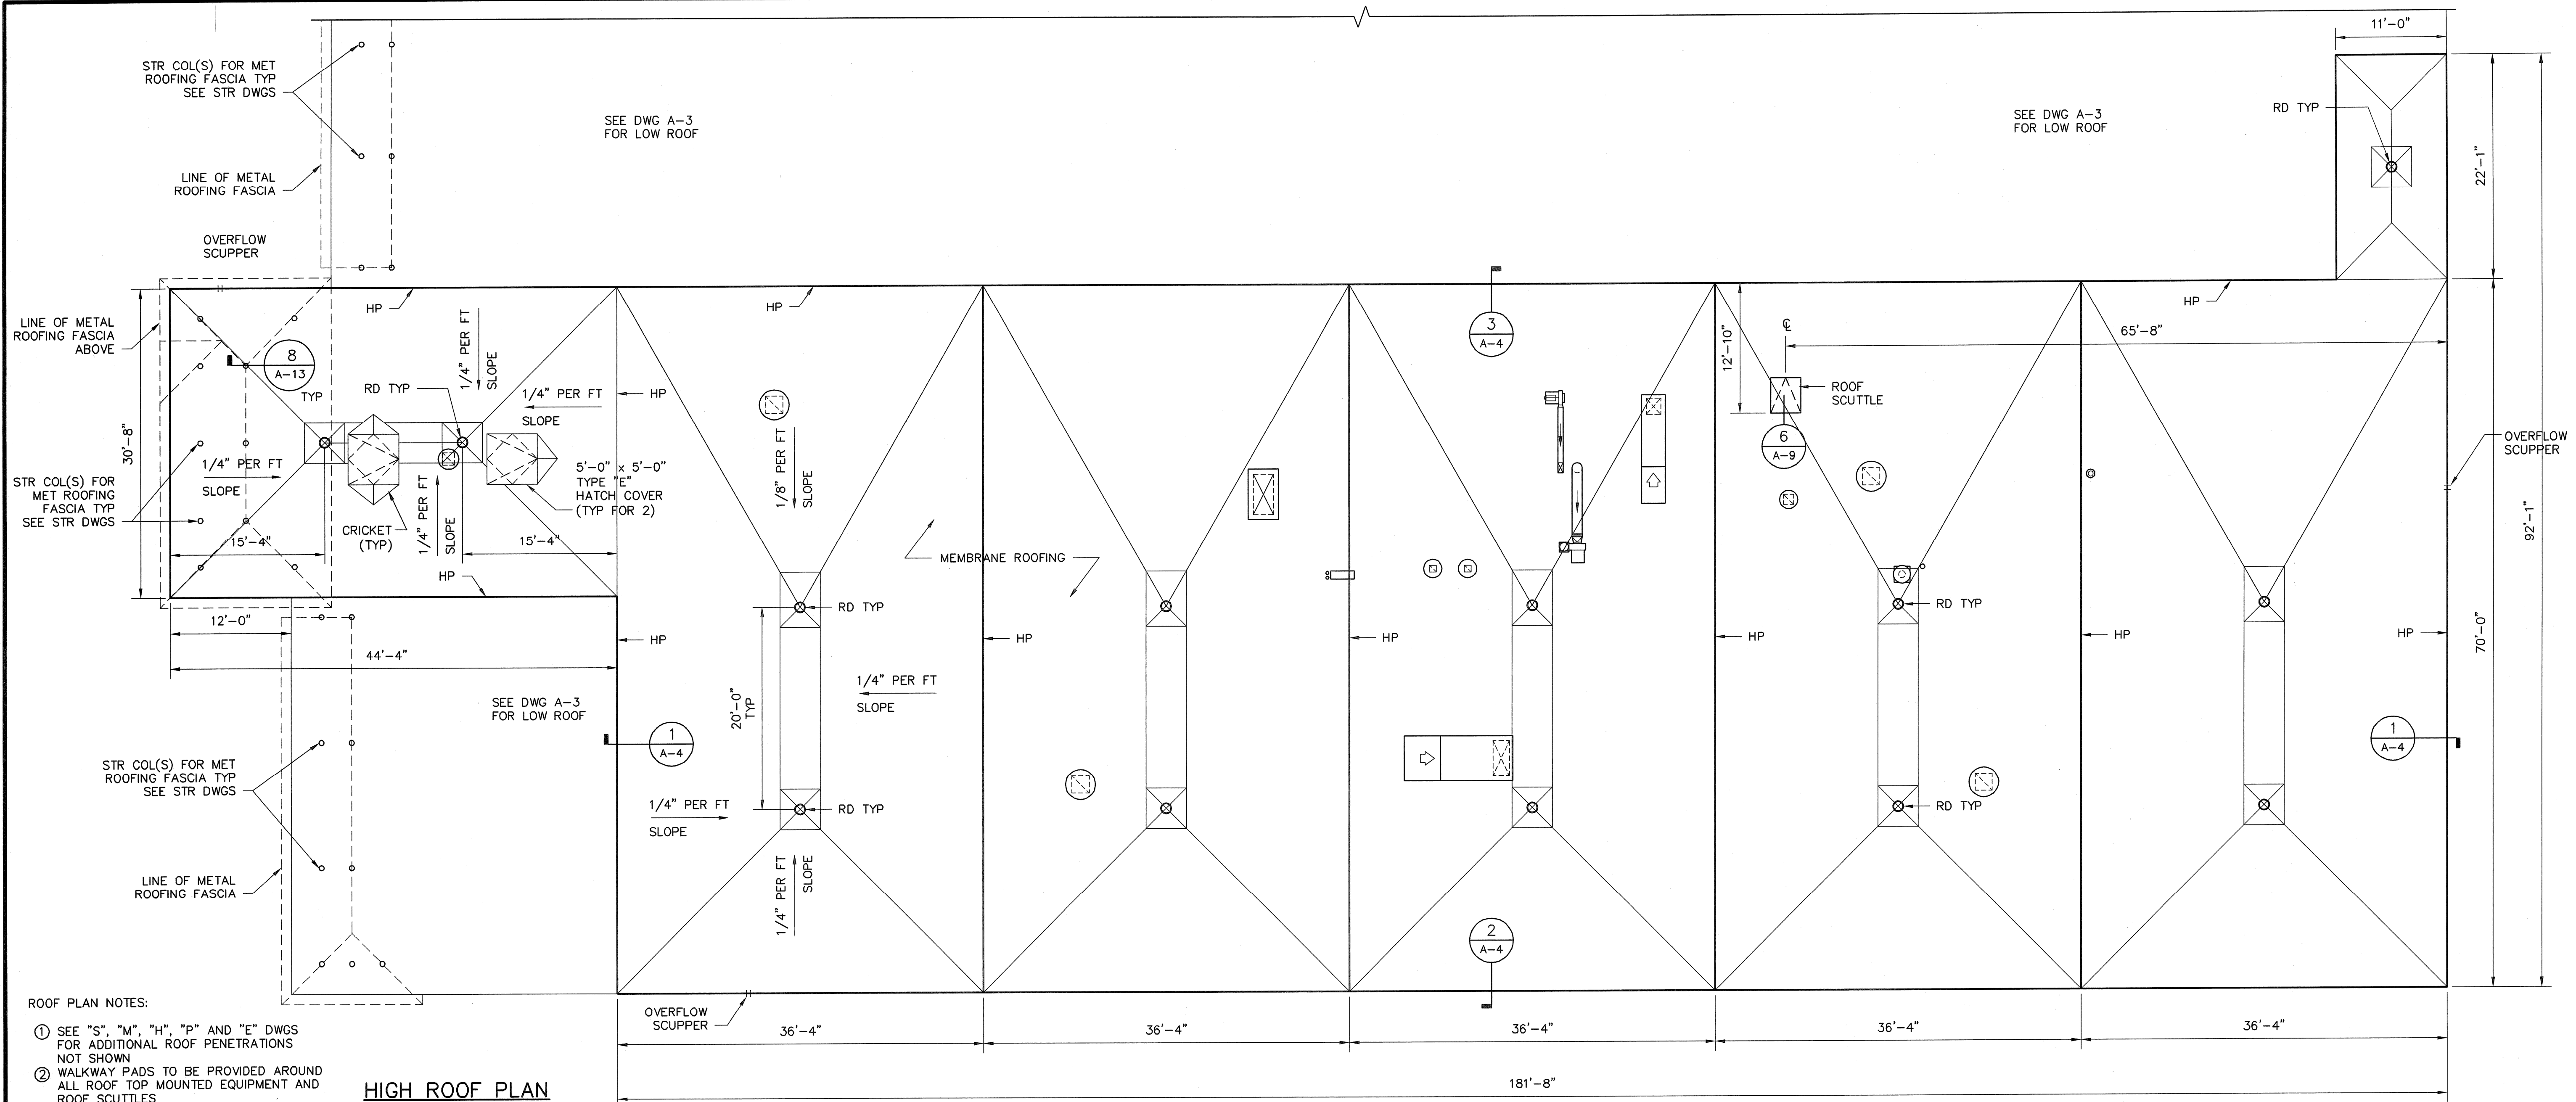 11'-0"
STR COL(S) FOR MET
ROOFING FASCIA TYP
SEE STR DWGS
SEE DWG A-3
FOR LOW ROOF
SEE DWG A-3
FOR LOW ROOF
RD TYP
22'-1"
LINE OF METAL
ROOFING FASCIA
OVERFLOW
SCUPPER
HP
HP
HP
LINE OF METAL
ROOFING FASCIA
ABOVE
8
A-13
TYP
RD TYP
1/4" PER FT
SLOPE
1/4" PER FT
SLOPE
HP
3
A-4
12'-10"
℄
65'-8"
ROOF
SCUTTLE
6
A-9
OVERFLOW
SCUPPER
30'-8"
1/4" PER FT
SLOPE
STR COL(S) FOR
MET ROOFING
FASCIA TYP
SEE STR DWGS
15'-4"
CRICKET
(TYP)
1/4" PER FT
SLOPE
15'-4"
5'-0" x 5'-0"
TYPE "E"
HATCH COVER
(TYP FOR 2)
1/8" PER FT
SLOPE
MEMBRANE ROOFING
92'-1"
HP
12'-0"
44'-4"
RD TYP
RD TYP
HP
HP
HP
HP
HP
HP
70'-0"
SEE DWG A-3
FOR LOW ROOF
20'-0"
TYP
1/4" PER FT
SLOPE
1
A-4
1
A-4
STR COL(S) FOR MET
ROOFING FASCIA TYP
SEE STR DWGS
1/4" PER FT
SLOPE
RD TYP
RD TYP
LINE OF METAL
ROOFING FASCIA
1/4" PER FT
SLOPE
2
A-4
OVERFLOW
SCUPPER
36'-4"
36'-4"
36'-4"
36'-4"
36'-4"
181'-8"
ROOF PLAN NOTES:
1 SEE "S", "M", "H", "P" AND "E" DWGS
FOR ADDITIONAL ROOF PENETRATIONS
NOT SHOWN
2 WALKWAY PADS TO BE PROVIDED AROUND
ALL ROOF TOP MOUNTED EQUIPMENT AND
ROOF SCUTTLES
HIGH ROOF PLAN